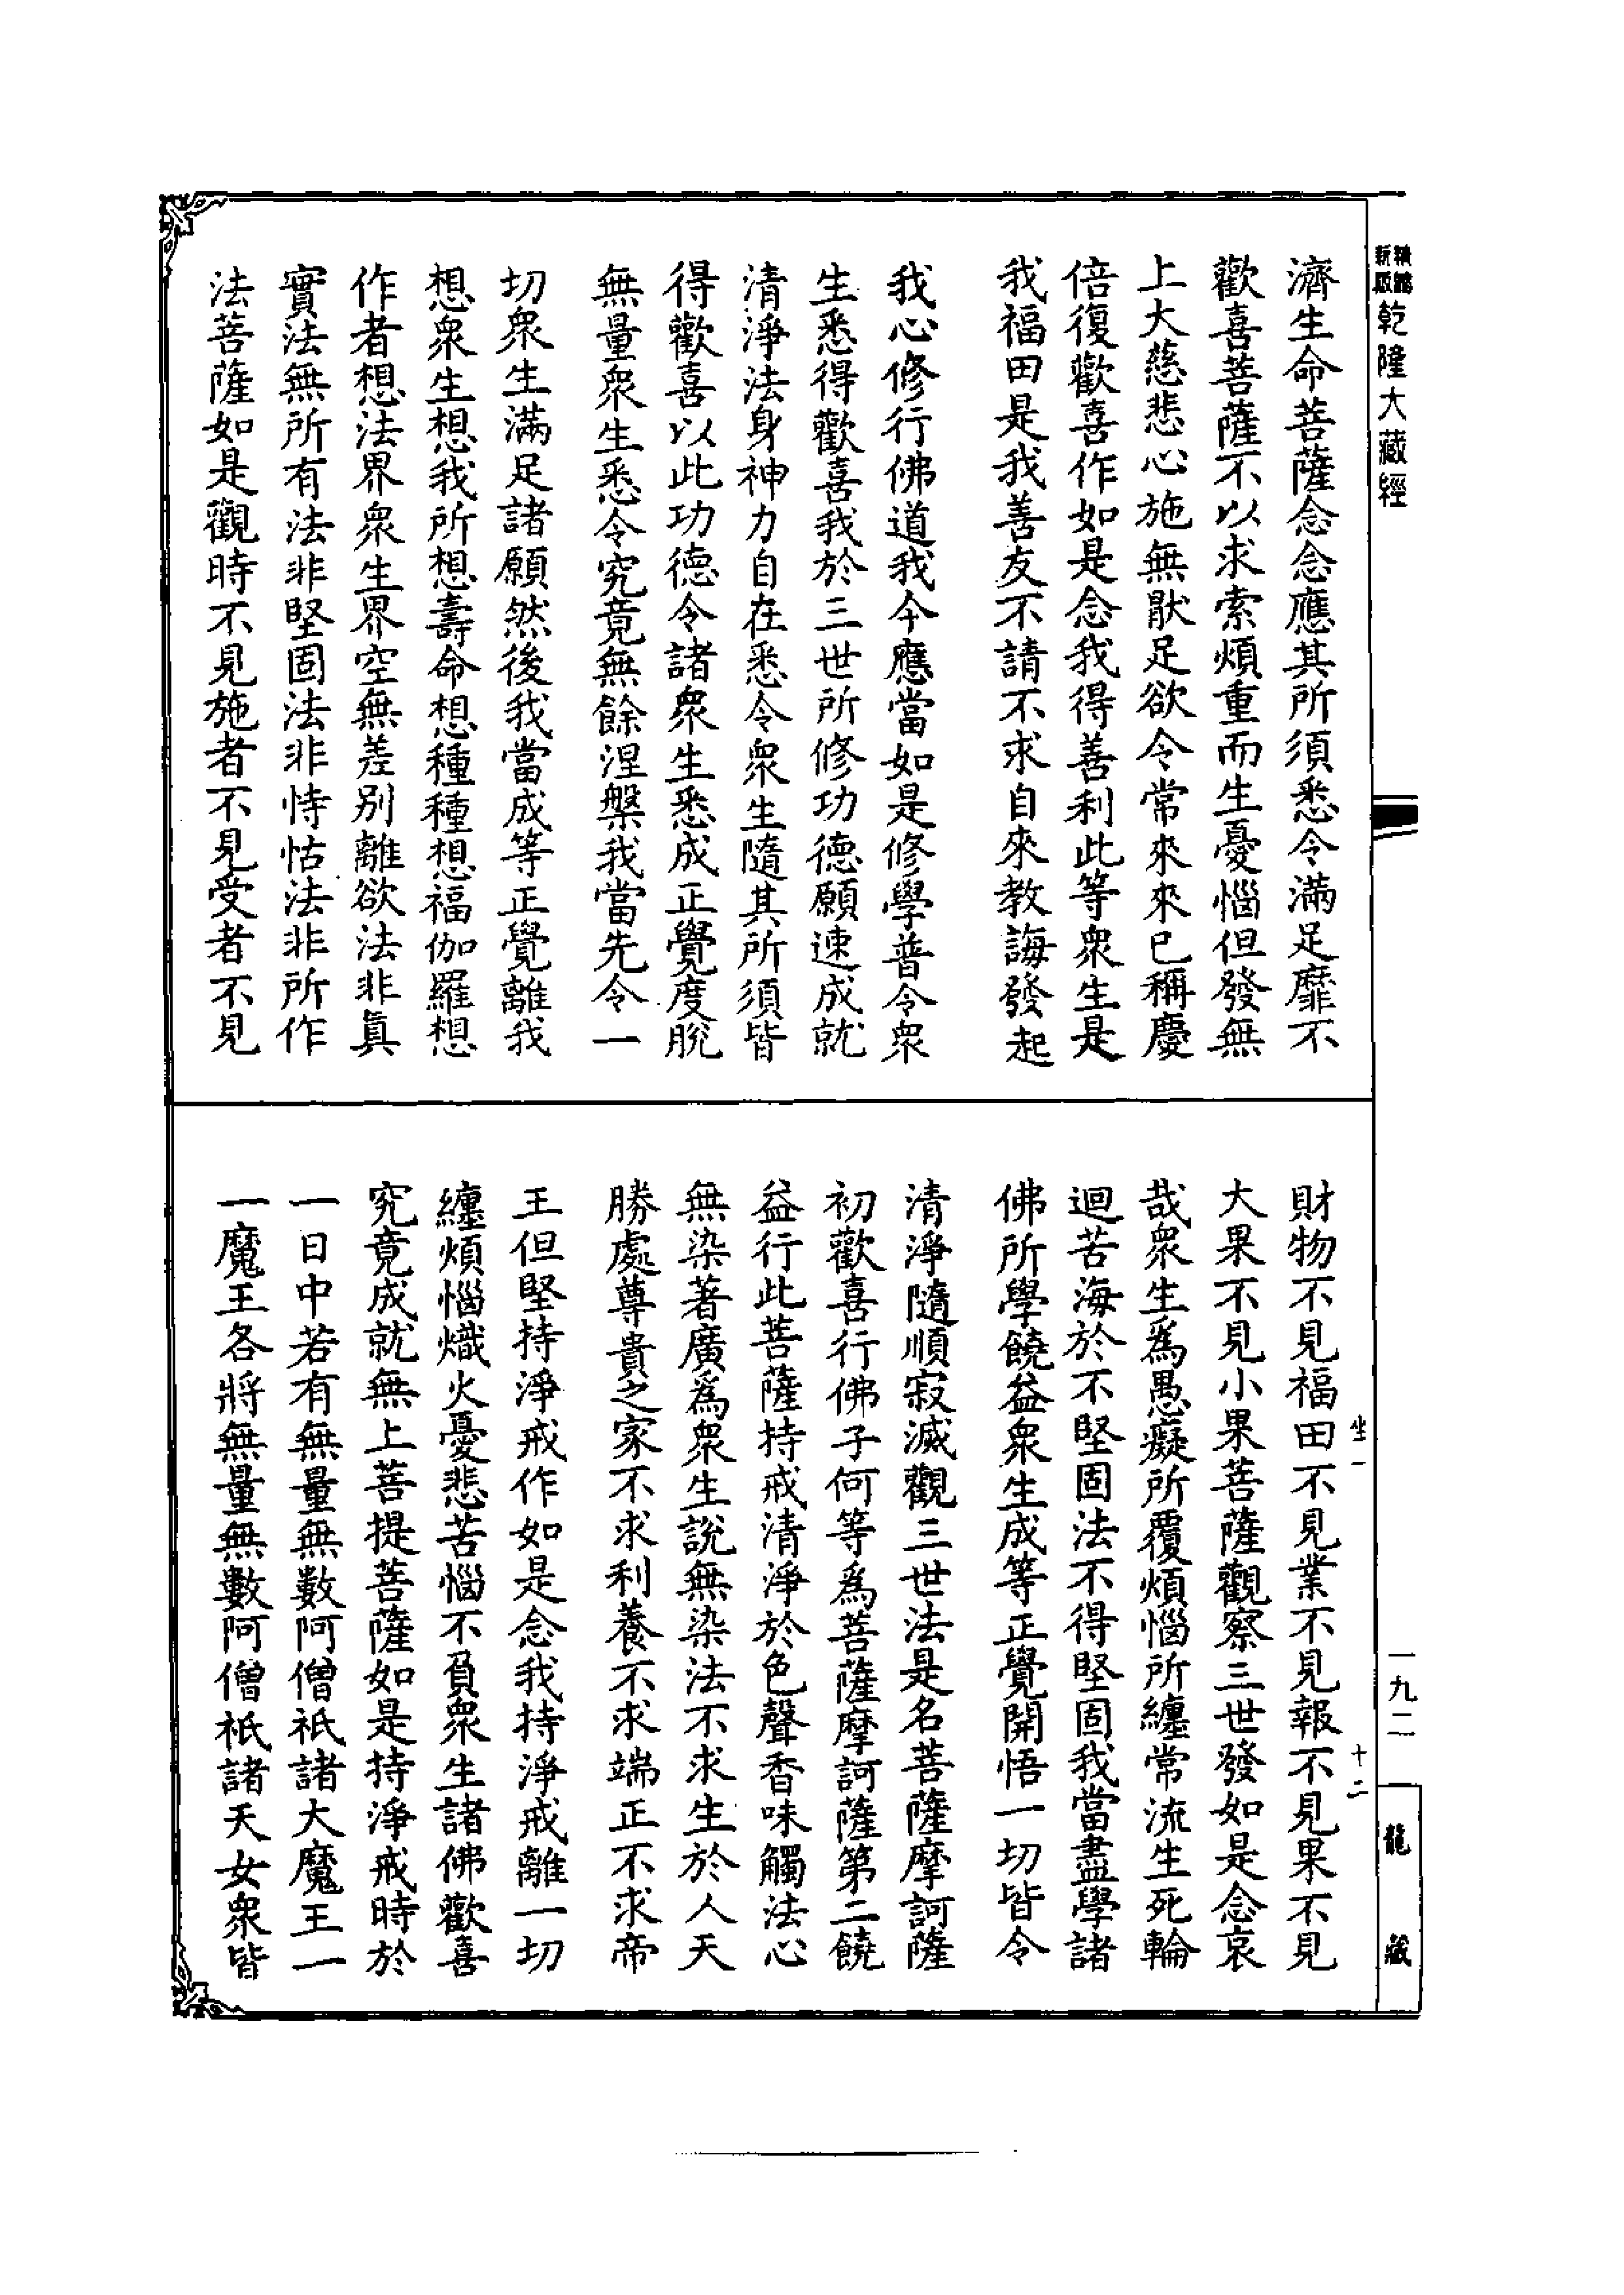 新鐫
新版
乾隆大藏經
濟生命菩薩念念應其所須悉令滿足靡不
歡喜菩薩不以求索煩重而生憂惱但發無
上大慈悲心施無猒足欲令常來來已稱慶
倍復歡喜作如是念我得善利此等衆生是
我福田是我善友不請不求自來教誨發起
我心修行佛道我今應當如是修學普令衆
生悉得歡喜我於三世所修功德願速成就
清淨法身神力自在悉令衆生隨其所須皆
得歡喜以此功德令諸衆生悉成正覺度脫
無量衆生悉令究竟無餘涅槃我當先令一
切衆生滿足諸願然後我當成等正覺離我
想衆生想我所想壽命想種種想福伽羅想
作者想法界衆生界空無差別離欲法非眞
實法無所有法非堅固法非恃怙法非所作
法菩薩如是觀時不見施者不見受者不見
財物不見福田不見業不見報不見果不見
大果不見小果菩薩觀察三世發如是念哀
哉衆生爲愚癡所覆煩惱所纏常流生死輪
迴苦海於不堅固法不得堅固我當盡學諸
佛所學饒益衆生成等正覺開悟一切皆令
清淨隨順寂滅觀三世法是名菩薩摩訶薩
初歡喜行佛子何等爲菩薩摩訶薩第二饒
益行此菩薩持戒清淨於色聲香味觸法心
無染著廣爲衆生說無染法不求生於人天
勝處尊貴之家不求利養不求端正不求帝
王但堅持淨戒作如是念我持淨戒離一切
纏煩惱熾火憂悲苦惱不負衆生諸佛歡喜
究竟成就無上菩提菩薩如是持淨戒時於
一日中若有無量無數阿僧祇諸大魔王一
一魔王各將無量無數阿僧祇諸天女衆皆
坐一
十二
一九二
龍藏